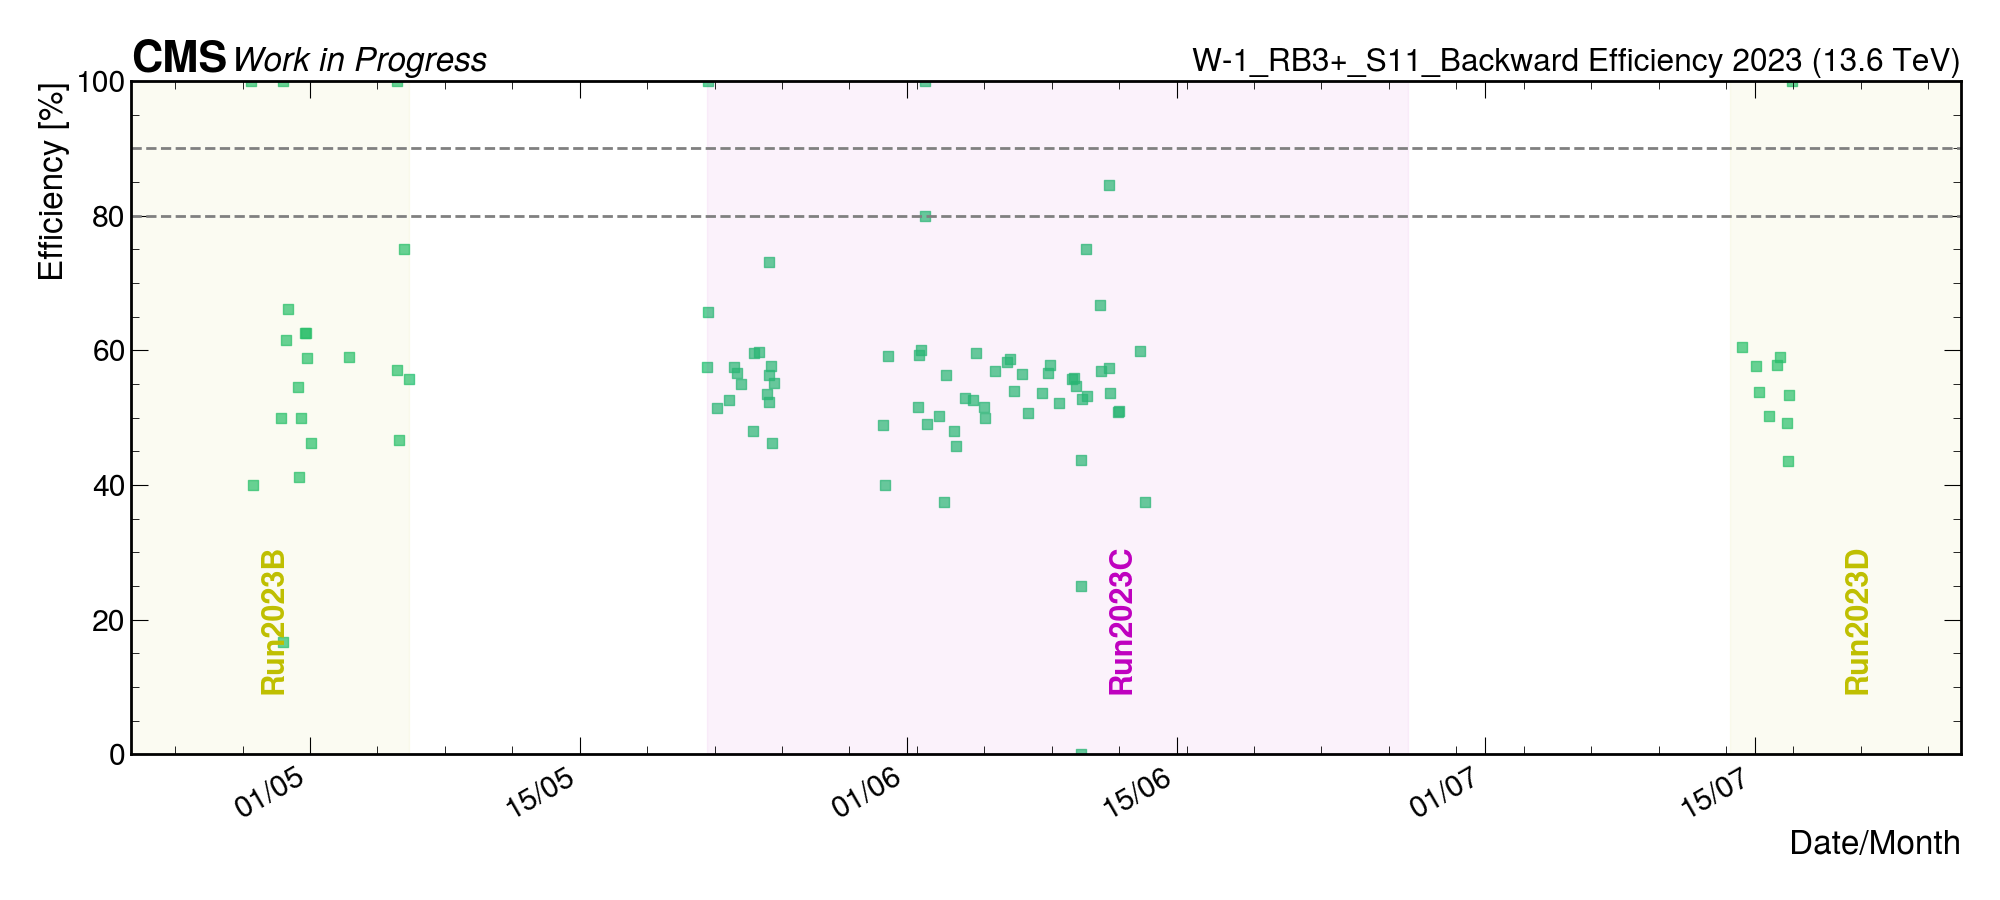 CMS Work in Progress
W-1_RB3+_S11_Backward Efficiency 2023 (13.6 TeV)
Efficiency [%]
100
80
60
40
20
0
Run2023B
Run2023C
Run2023D
01/05
15/05
01/06
15/06
01/07
15/07
Date/Month